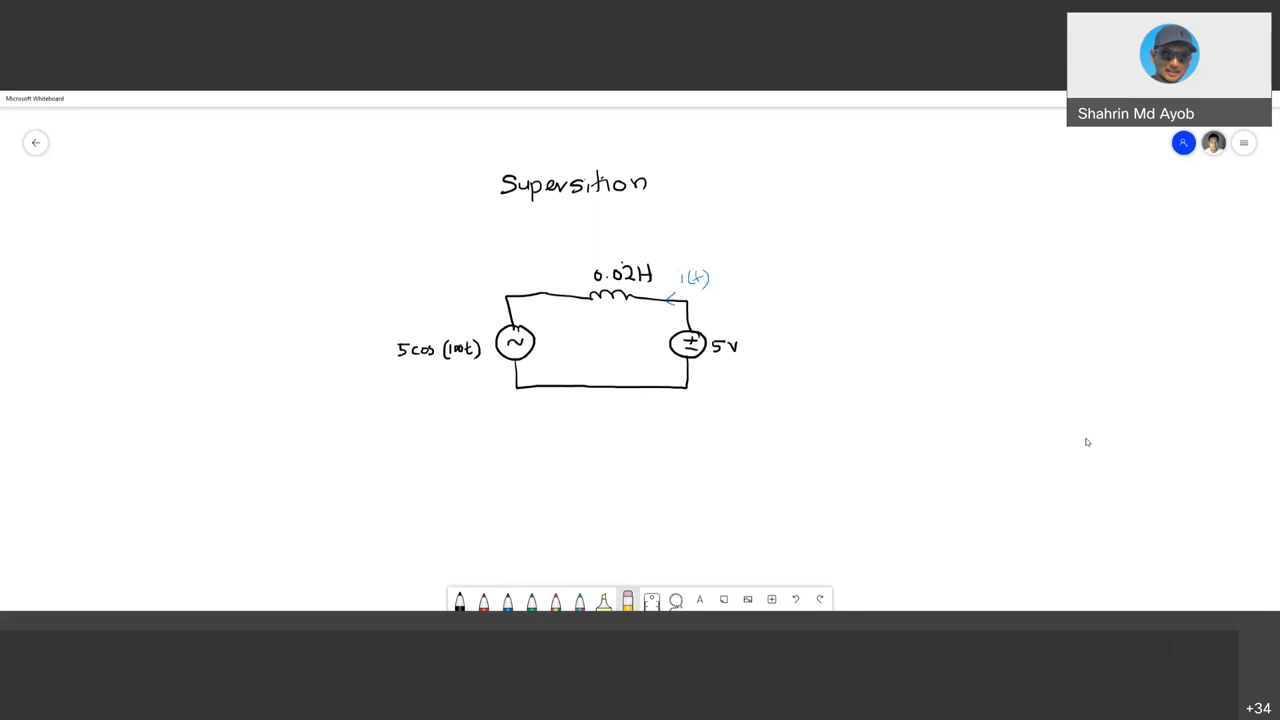 Shahrin Md Ayob
Microsoft Whiteboard
Supersition
0.02H
i(t)
5cos (100t)
5V
+34